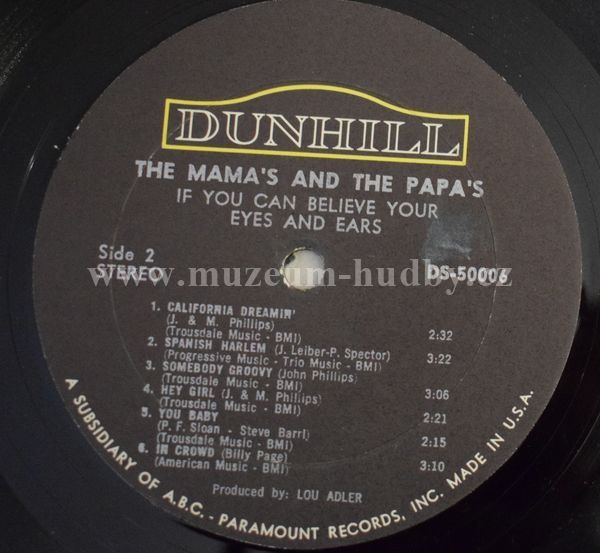 DUNHILL
THE MAMA'S AND THE PAPA'S
IF YOU CAN BELIEVE YOUR
EYES AND EARS
Side 2
STEREO
DS-50006
www.muzeum-hudby.cz
1. CALIFORNIA DREAMIN'
(J. & M. Phillips)
(Trousdale Music - BMI) 2:32
2. SPANISH HARLEM (J. Leiber-P. Spector)
(Progressive Music - Trio Music - BMI) 3:22
3. SOMEBODY GROOVY (John Phillips)
(Trousdale Music - BMI) 3:06
4. HEY GIRL (J. & M. Phillips)
(Trousdale Music - BMI) 2:21
5. YOU BABY
(P. F. Sloan - Steve Barri)
(Trousdale Music - BMI) 2:15
6. IN CROWD (Billy Page)
(American Music - BMI) 3:10
Produced by: LOU ADLER
A SUBSIDIARY OF A.B.C. - PARAMOUNT RECORDS, INC. MADE IN U.S.A.